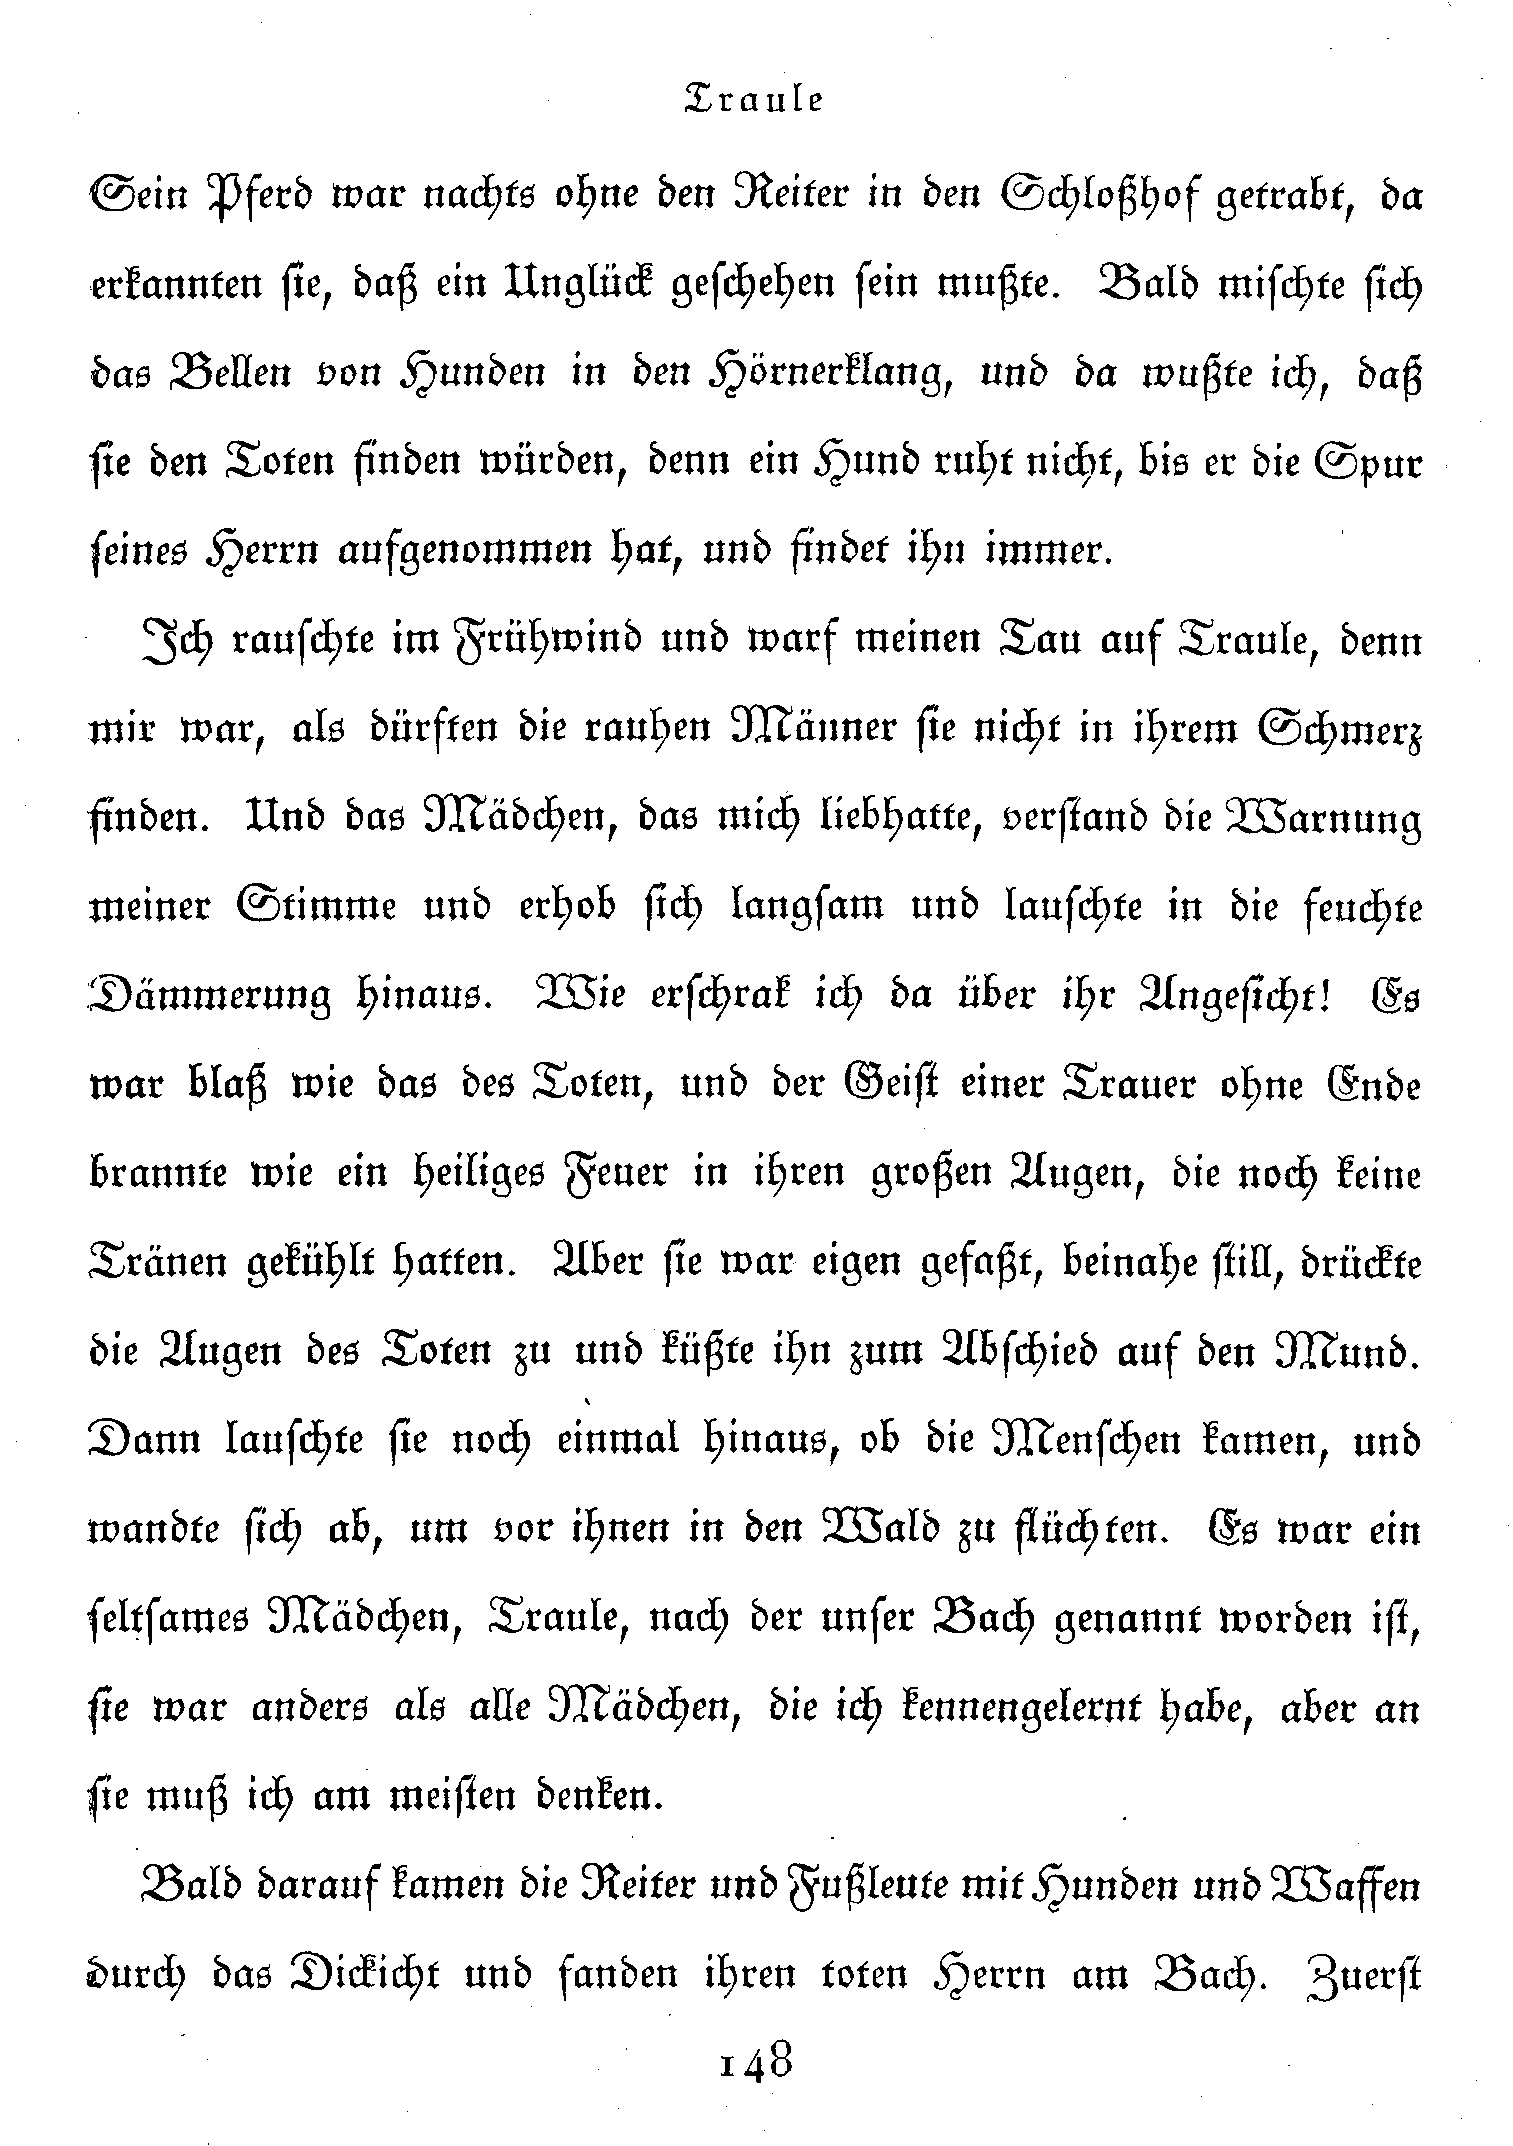 Traule
Sein Pferd war nachts ohne den Reiter in den Schloßhof getrabt, da
erkannten sie, daß ein Unglück geschehen sein mußte. Bald mischte sich
das Bellen von Hunden in den Hörnerklang, und da wußte ich, daß
sie den Toten finden würden, denn ein Hund ruht nicht, bis er die Spur
seines Herrn aufgenommen hat, und findet ihn immer.
Ich rauschte im Frühwind und warf meinen Tau auf Traule, denn
mir war, als dürften die rauhen Männer sie nicht in ihrem Schmerz
finden. Und das Mädchen, das mich liebhatte, verstand die Warnung
meiner Stimme und erhob sich langsam und lauschte in die feuchte
Dämmerung hinaus. Wie erschrak ich da über ihr Angesicht! Es
war blaß wie das des Toten, und der Geist einer Trauer ohne Ende
brannte wie ein heiliges Feuer in ihren großen Augen, die noch keine
Tränen gekühlt hatten. Aber sie war eigen gefaßt, beinahe still, drückte
die Augen des Toten zu und küßte ihn zum Abschied auf den Mund.
Dann lauschte sie noch einmal hinaus, ob die Menschen kamen, und
wandte sich ab, um vor ihnen in den Wald zu flüchten. Es war ein
seltsames Mädchen, Traule, nach der unser Bach genannt worden ist,
sie war anders als alle Mädchen, die ich kennengelernt habe, aber an
sie muß ich am meisten denken.
Bald darauf kamen die Reiter und Fußleute mit Hunden und Waffen
durch das Dickicht und fanden ihren toten Herrn am Bach. Zuerst
148